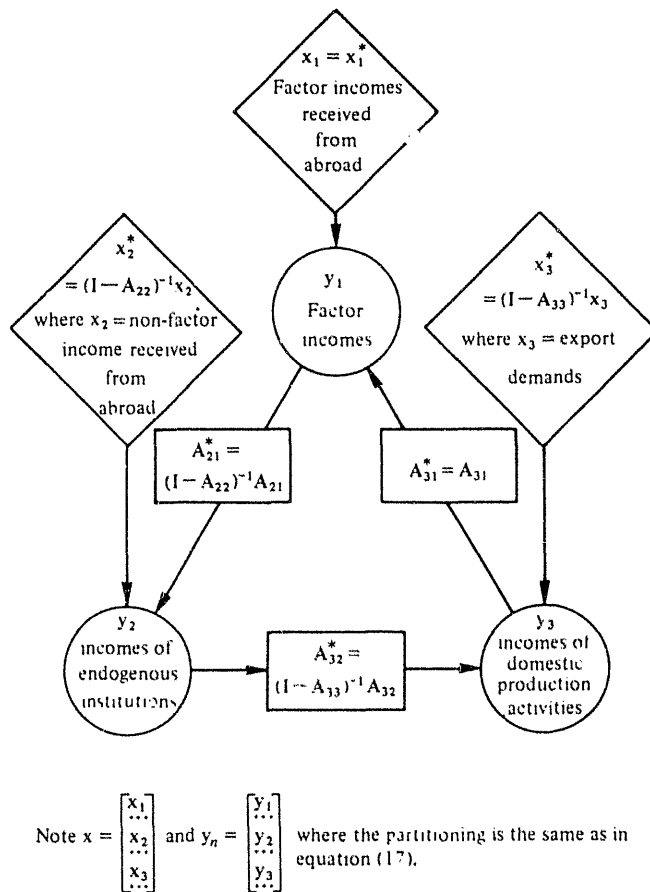 x₁ = x₁*
Factor incomes
received
from
abroad
x₂*
= (I−A₂₂)⁻¹x₂
where x₂ = non-factor
income received
from
abroad
y₁
Factor
incomes
x₃*
= (I−A₃₃)⁻¹x₃
where x₃ = export
demands
A₂₁* =
(I−A₂₂)⁻¹A₂₁
A₃₁* = A₃₁
y₂
incomes of
endogenous
institutions
A₃₂* =
(I−A₃₃)⁻¹A₃₂
y₃
incomes of
domestic
production
activities
Note x = [x₁ ... x₂ ... x₃] and yₙ = [y₁ ... y₂ ... y₃] where the partitioning is the same as in
equation (17).